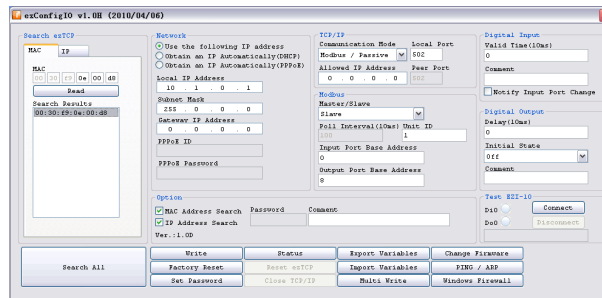 ezConfigIO v1.0H (2010/04/06)
Search ezTCP
MAC
IP
MAC
00 30 f9 0e 00 d8
Read
Search Results
00:30:f9:0e:00:d8
Search All
Network
Use the following IP address
Obtain an IP Automatically(DHCP)
Obtain an IP Automatically(PPPoE)
Local IP Address
10 . 1 . 0 . 1
Subnet Mask
255 . 0 . 0 . 0
Gateway IP Address
0 . 0 . 0 . 0
PPPoE ID
PPPoE Password
TCP/IP
Communication Mode
Local Port
Modbus / Passive
502
Allowed IP Address
Peer Port
0 . 0 . 0 . 0
502
Modbus
Master/Slave
Slave
Poll Interval(10ms)
Unit ID
100
1
Input Port Base Address
0
Output Port Base Address
8
Option
MAC Address Search
Password
Comment
IP Address Search
Ver.:1.0D
Digital Input
Valid Time(10ms)
0
Comment
Notify Input Port Change
Digital Output
Delay(10ms)
0
Initial State
Off
Comment
Test EZI-10
Di0
Connect
Do0
Disconnect
Write
Status
Export Variables
Change Firmware
Factory Reset
Reset ezTCP
Import Variables
PING / ARP
Set Password
Close TCP/IP
Multi Write
Windows Firewall